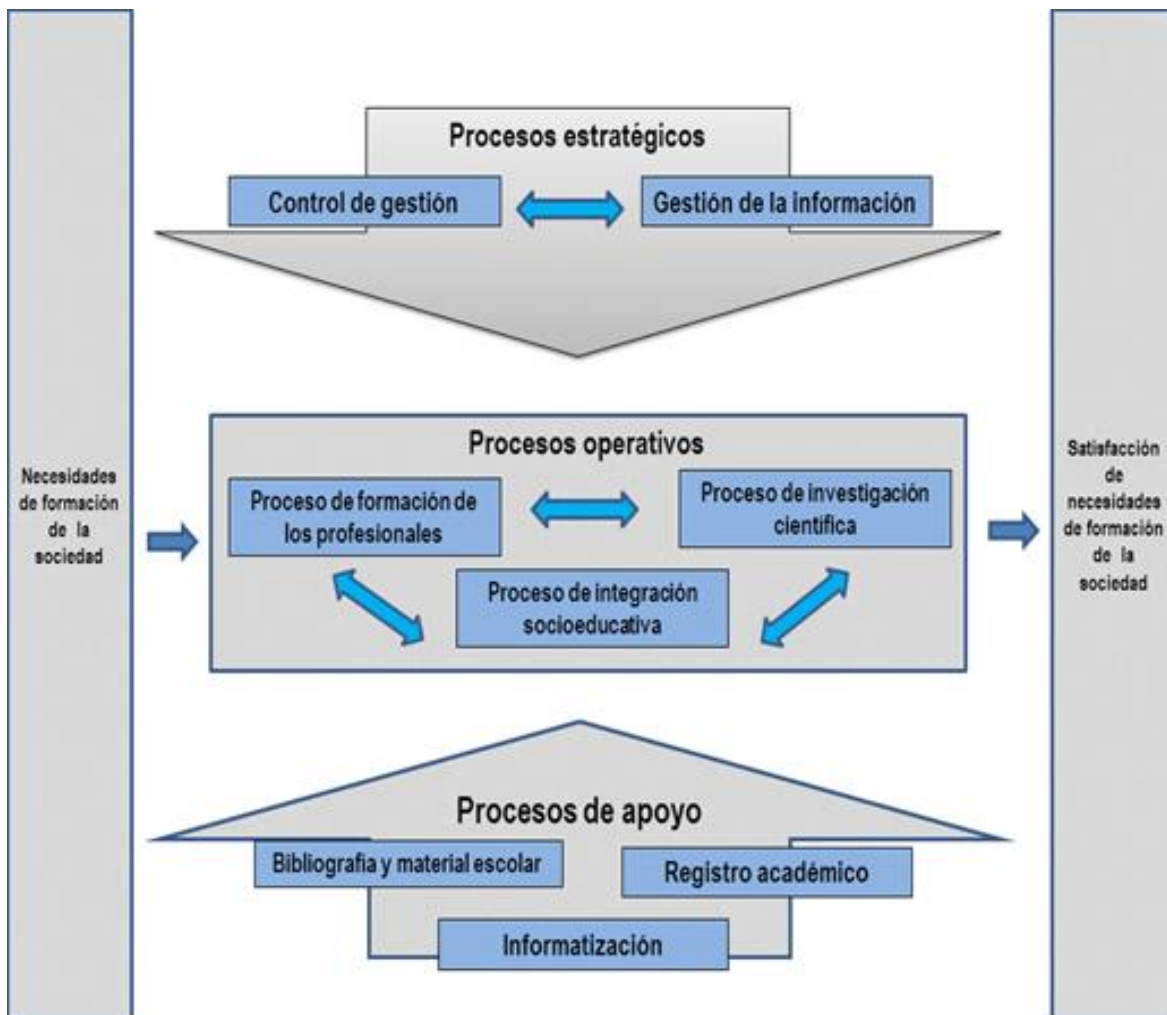 Procesos estratégicos
Control de gestión
Gestión de la información
Necesidades
de formación
de la
sociedad
Procesos operativos
Proceso de formación de
los profesionales
Proceso de investigación
científica
Proceso de integración
socioeducativa
Satisfacción
de
necesidades
de formación
de la
sociedad
Procesos de apoyo
Bibliografia y material escolar
Registro académico
Informatización